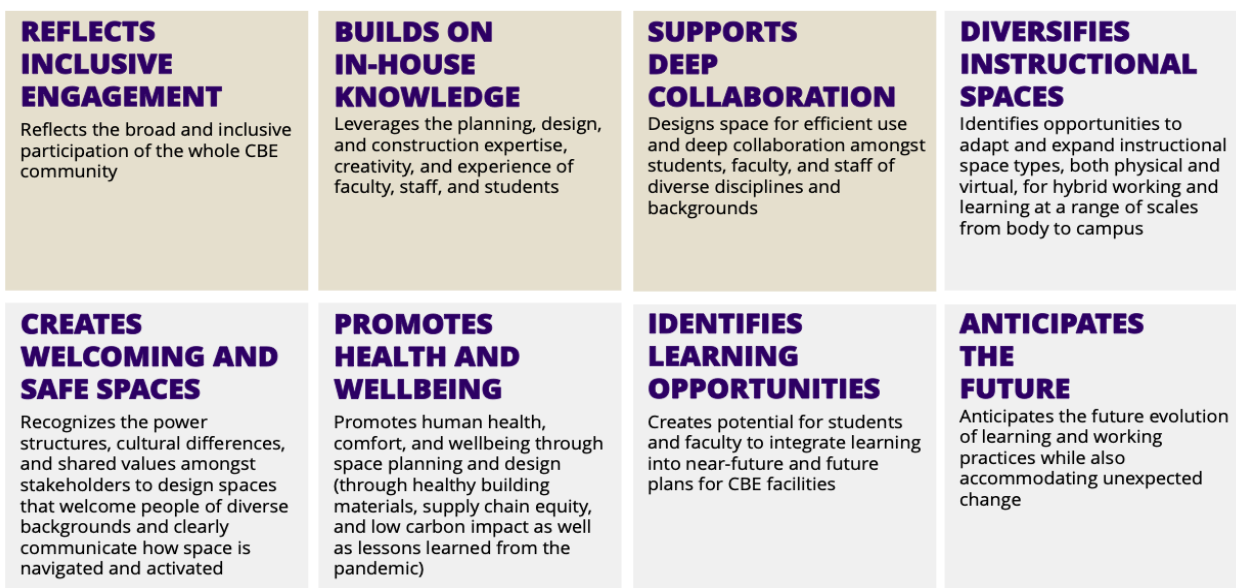 REFLECTS
INCLUSIVE
ENGAGEMENT
Reflects the broad and inclusive
participation of the whole CBE
community
BUILDS ON
IN-HOUSE
KNOWLEDGE
Leverages the planning, design,
and construction expertise,
creativity, and experience of
faculty, staff, and students
SUPPORTS
DEEP
COLLABORATION
Designs space for efficient use
and deep collaboration amongst
students, faculty, and staff of
diverse disciplines and
backgrounds
DIVERSIFIES
INSTRUCTIONAL
SPACES
Identifies opportunities to
adapt and expand instructional
space types, both physical and
virtual, for hybrid working and
learning at a range of scales
from body to campus
CREATES
WELCOMING AND
SAFE SPACES
Recognizes the power
structures, cultural differences,
and shared values amongst
stakeholders to design spaces
that welcome people of diverse
backgrounds and clearly
communicate how space is
navigated and activated
PROMOTES
HEALTH AND
WELLBEING
Promotes human health,
comfort, and wellbeing through
space planning and design
(through healthy building
materials, supply chain equity,
and low carbon impact as well
as lessons learned from the
pandemic)
IDENTIFIES
LEARNING
OPPORTUNITIES
Creates potential for students
and faculty to integrate learning
into near-future and future
plans for CBE facilities
ANTICIPATES
THE
FUTURE
Anticipates the future evolution
of learning and working
practices while also
accommodating unexpected
change